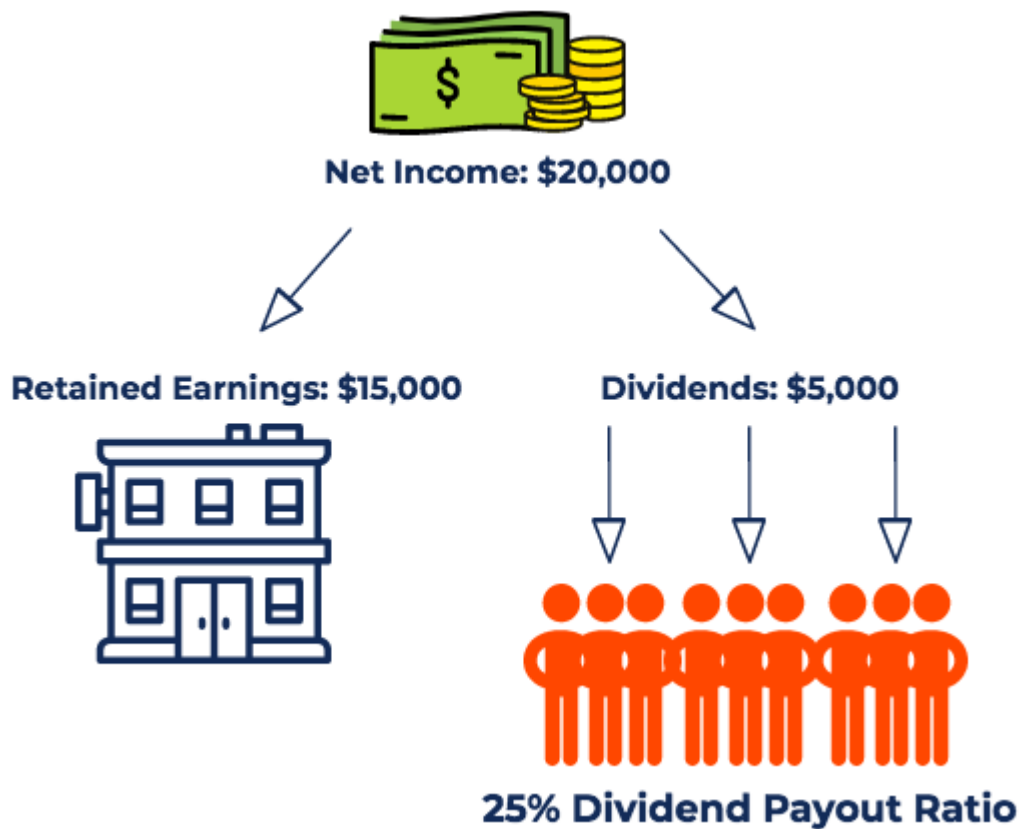 $
Net Income: $20,000
Retained Earnings: $15,000
Dividends: $5,000
25% Dividend Payout Ratio